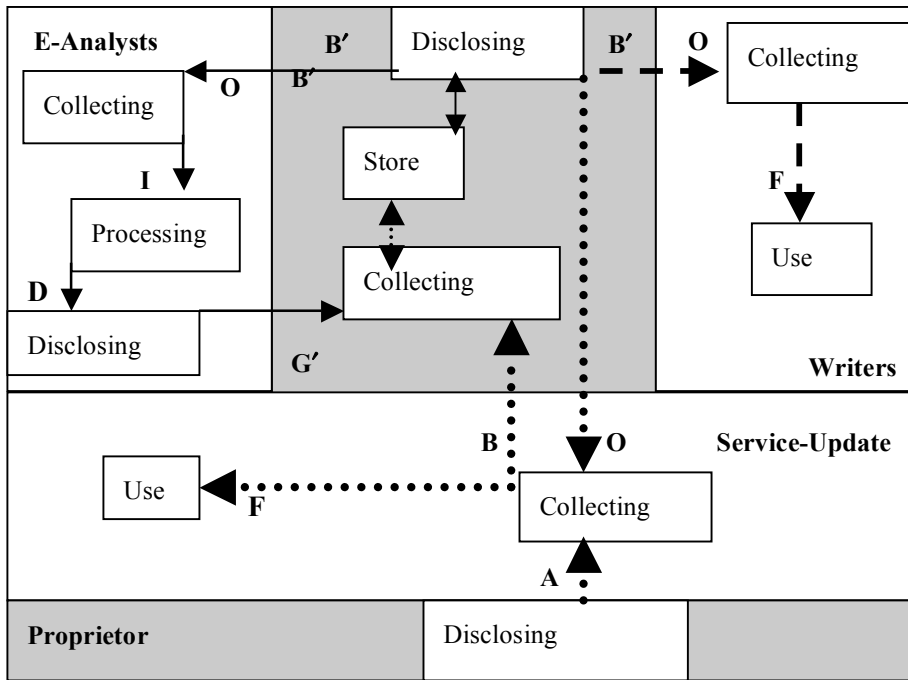 E-Analysts
B′
Disclosing
B′
O
Collecting
O
B′
Collecting
Store
I
F
Processing
Use
Collecting
D
Disclosing
G′
Writers
B
O
Service-Update
Use
F
Collecting
A
Proprietor
Disclosing